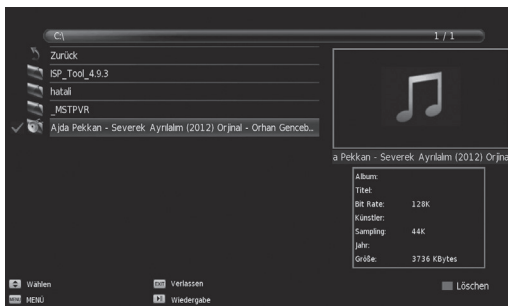 C:\ 1 / 1
Zurück
ISP_Tool_4.9.3
hatali
_MSTPVR
Ajda Pekkan - Severek Ayrılalım (2012) Orjinal - Orhan Genceb..
a Pekkan - Severek Ayrılalım (2012) Orjina
Album:
Titel:
Bit Rate: 128K
Künstler:
Sampling: 44K
Jahr:
Größe: 3736 KBytes
Wählen EXIT Verlassen Löschen
MENU MENÜ Wiedergabe